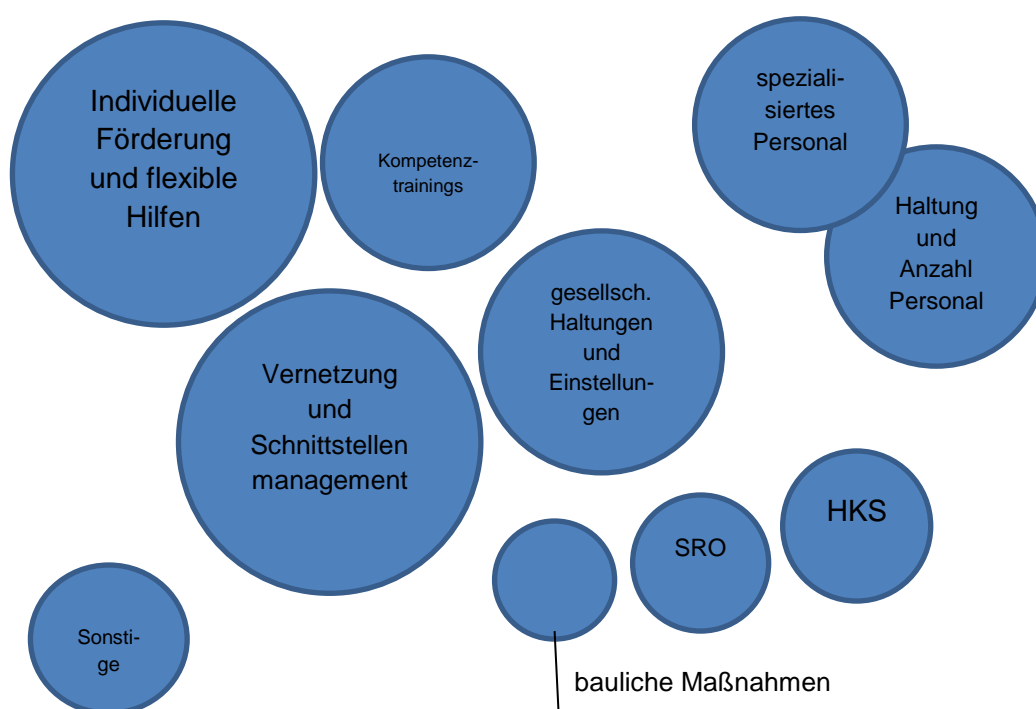 Individuelle
Förderung
und flexible
Hilfen
Kompetenz-
trainings
speziali-
siertes
Personal
Haltung
und
Anzahl
Personal
gesellsch.
Haltungen
und
Einstellun-
gen
Vernetzung
und
Schnittstellen
management
HKS
SRO
Sonsti-
ge
bauliche Maßnahmen